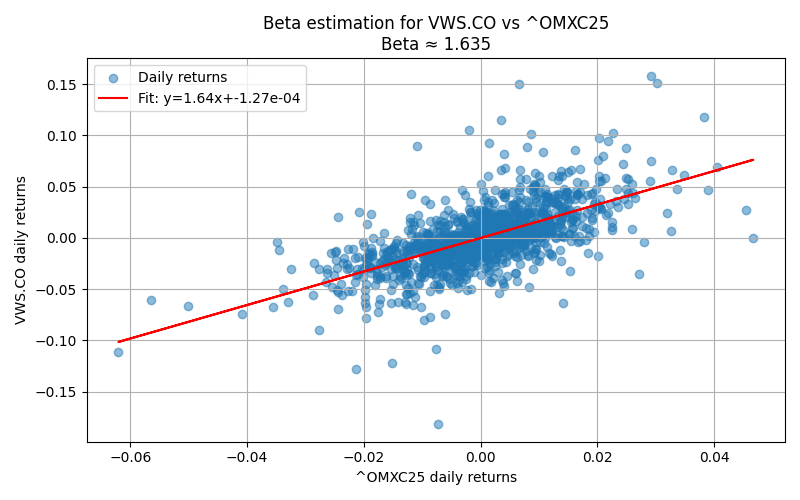 Beta estimation for VWS.CO vs ^OMXC25
Beta ≈ 1.635
Daily returns
Fit: y=1.64x+-1.27e-04
VWS.CO daily returns
0.15
0.10
0.05
0.00
−0.05
−0.10
−0.15
−0.06
−0.04
−0.02
0.00
0.02
0.04
^OMXC25 daily returns